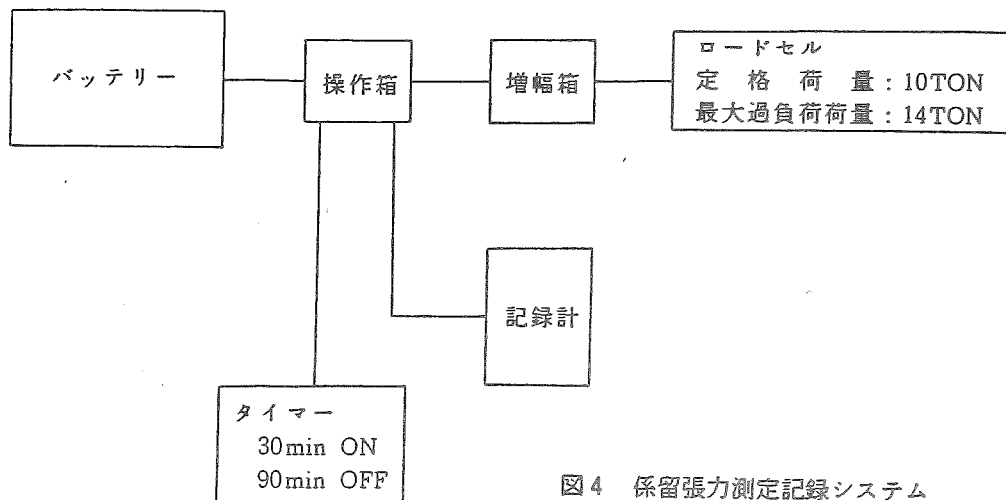 バッテリー
操作箱
増幅箱
ロードセル
定格荷量：10TON
最大過負荷荷量：14TON
記録計
タイマー
30min ON
90min OFF
図4 係留張力測定記録システム